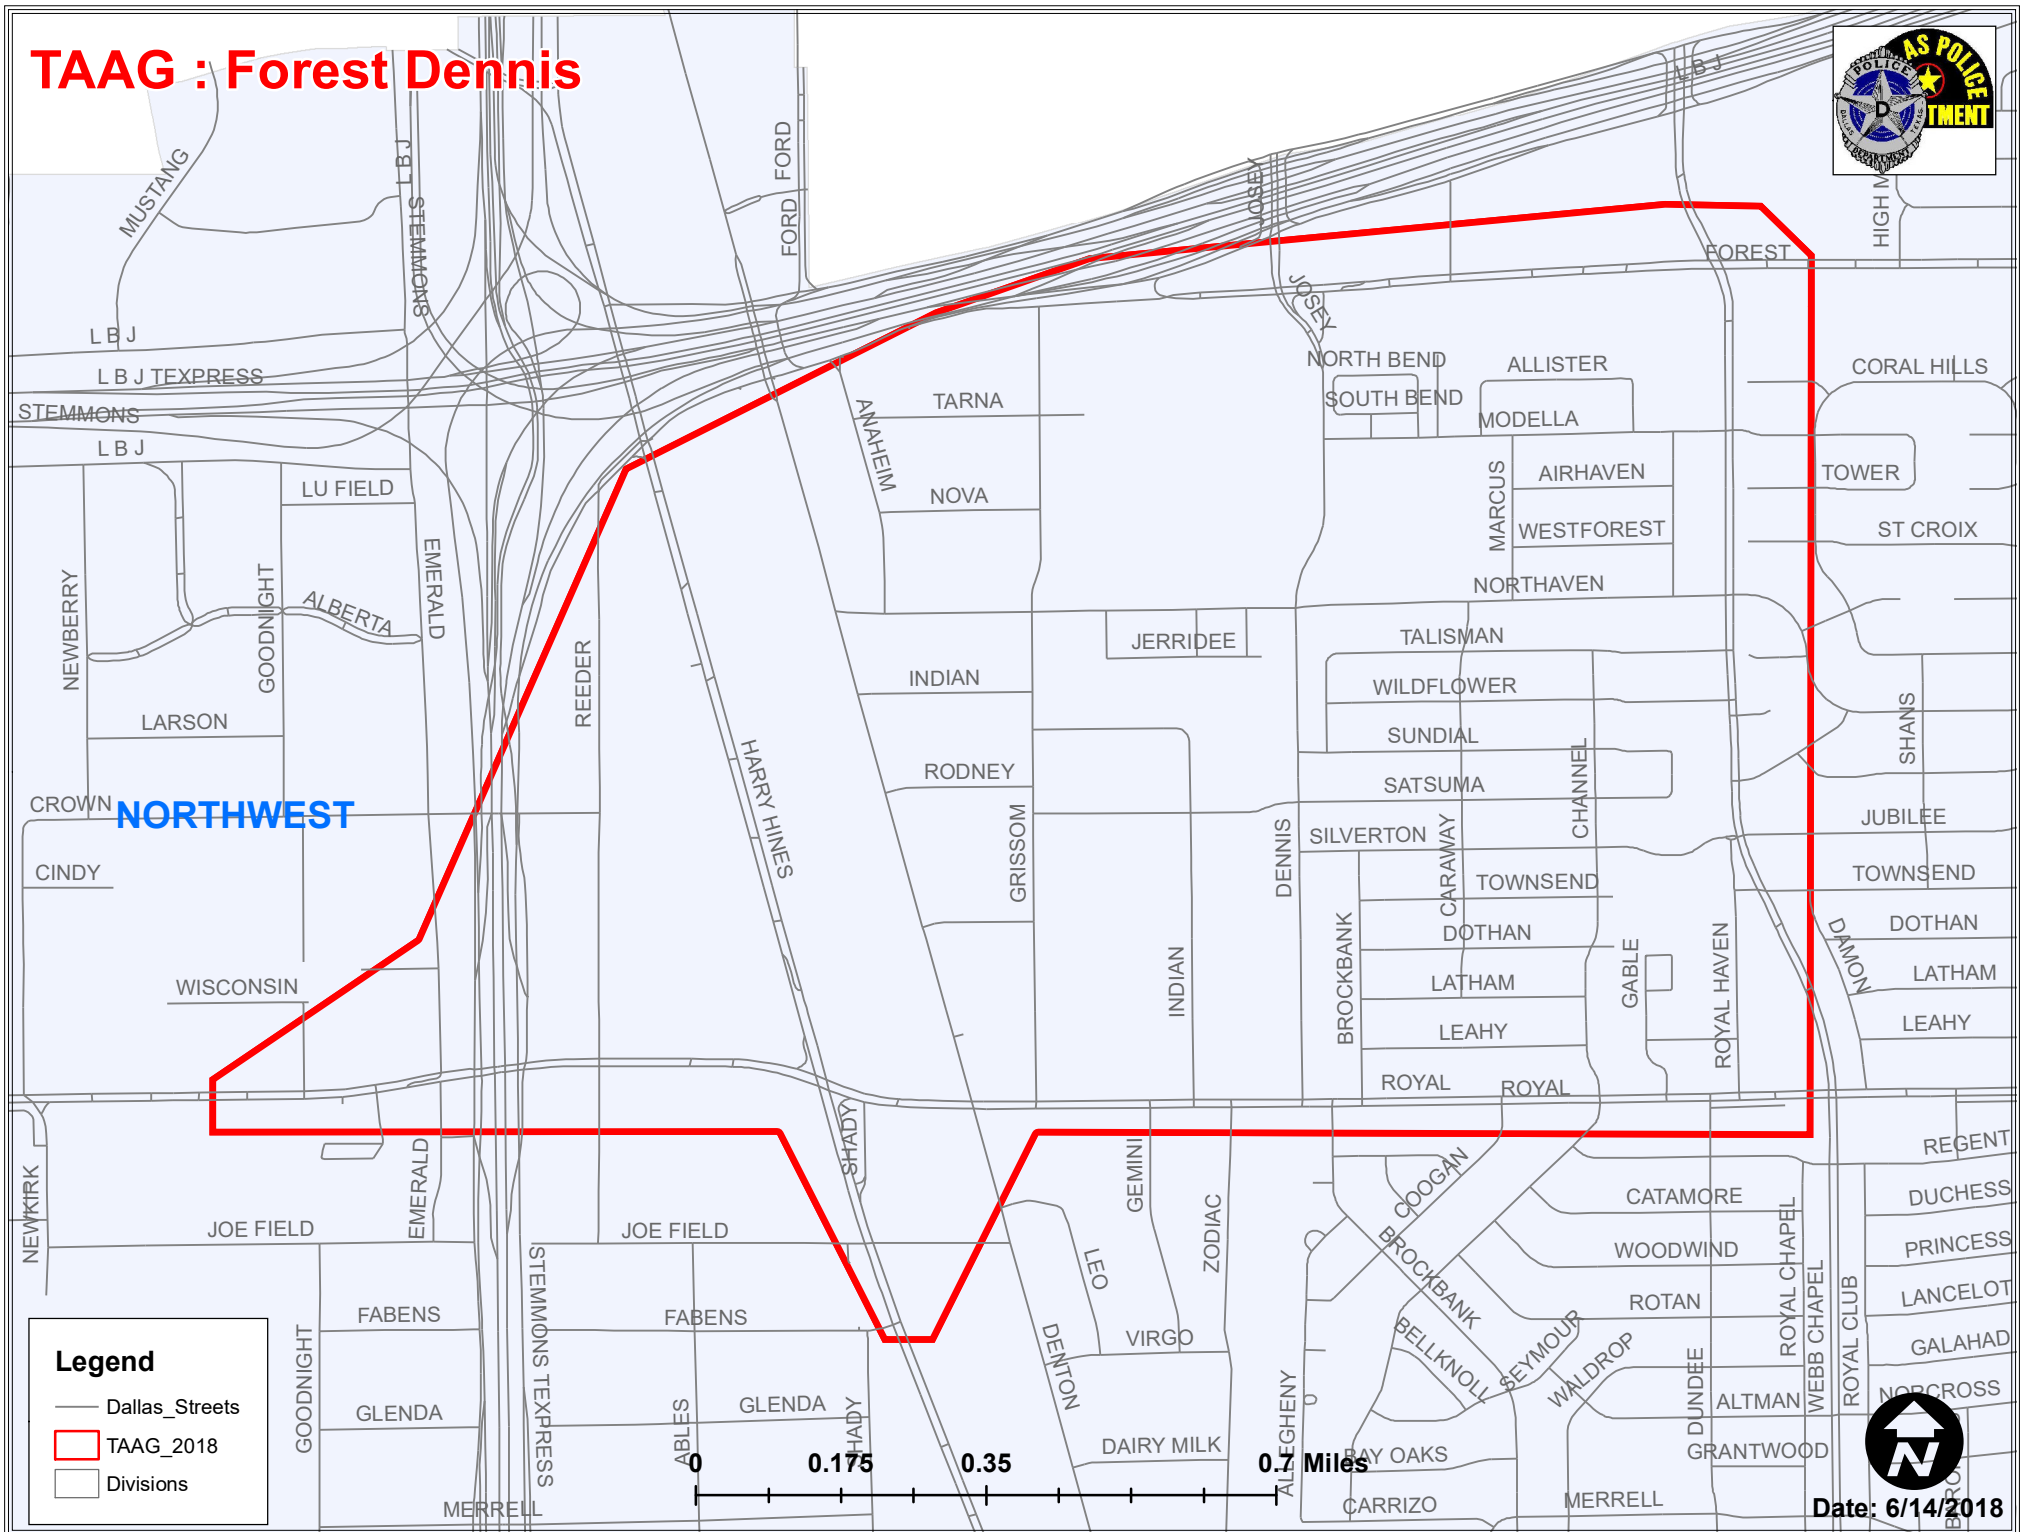 TAAG : Forest Dennis
AS POLICE
TMENT
POLICE
D
DALLAS
TEXAS
DEPARTMENT
L B J
FORD
FORD
MUSTANG
L B J
STEMMONS
JOSEY
HIGH M
FOREST
JOSEY
L B J
L B J TEXPRESS
STEMMONS
L B J
NORTH BEND
ALLISTER
CORAL HILLS
SOUTH BEND
MODELLA
TARNA
ANAHEIM
AIRHAVEN
TOWER
LU FIELD
NOVA
MARCUS
WESTFOREST
ST CROIX
EMERALD
NEWBERRY
GOODNIGHT
ALBERTA
NORTHAVEN
REEDER
JERRIDEE
TALISMAN
INDIAN
WILDFLOWER
LARSON
SUNDIAL
SHANS
HARRY HINES
RODNEY
SATSUMA
CHANNEL
CROWN
NORTHWEST
GRISSOM
DENNIS
SILVERTON
CARAWAY
JUBILEE
CINDY
TOWNSEND
TOWNSEND
BROCKBANK
DOTHAN
GABLE
ROYAL HAVEN
DAMON
DOTHAN
WISCONSIN
INDIAN
LATHAM
LATHAM
LEAHY
LEAHY
ROYAL
ROYAL
SHADY
GEMINI
NEWKIRK
EMERALD
COOGAN
REGENT
CATAMORE
DUCHESS
JOE FIELD
JOE FIELD
ZODIAC
BROCKBANK
WOODWIND
ROYAL CHAPEL
PRINCESS
LEO
STEMMONS TEXPRESS
ROTAN
WEBB CHAPEL
ROYAL CLUB
LANCELOT
FABENS
FABENS
VIRGO
DENTON
BELLKNOLL
SEYMOUR
WALDROP
GALAHAD
GOODNIGHT
GLENDA
ABLES
GLENDA
SHADY
ALLEGHENY
DUNDEE
ALTMAN
NORCROSS
DAIRY MILK
BAY OAKS
GRANTWOOD
MERRELL
CARRIZO
MERRELL
Legend
Dallas_Streets
TAAG_2018
Divisions
0 0.175 0.35 0.7 Miles
N
Date: 6/14/2018